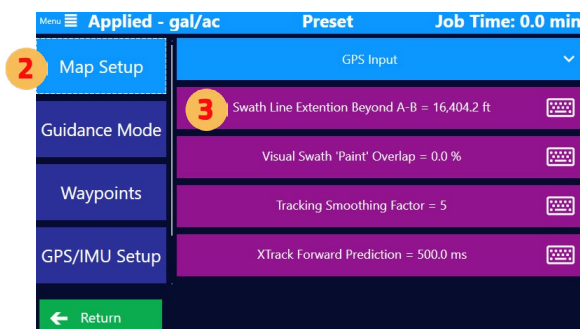 Menu Applied - gal/ac Preset Job Time: 0.0 min
2 Map Setup
GPS Input
3 Swath Line Extention Beyond A-B = 16,404.2 ft
Guidance Mode
Visual Swath 'Paint' Overlap = 0.0 %
Waypoints
Tracking Smoothing Factor = 5
GPS/IMU Setup
XTrack Forward Prediction = 500.0 ms
Return